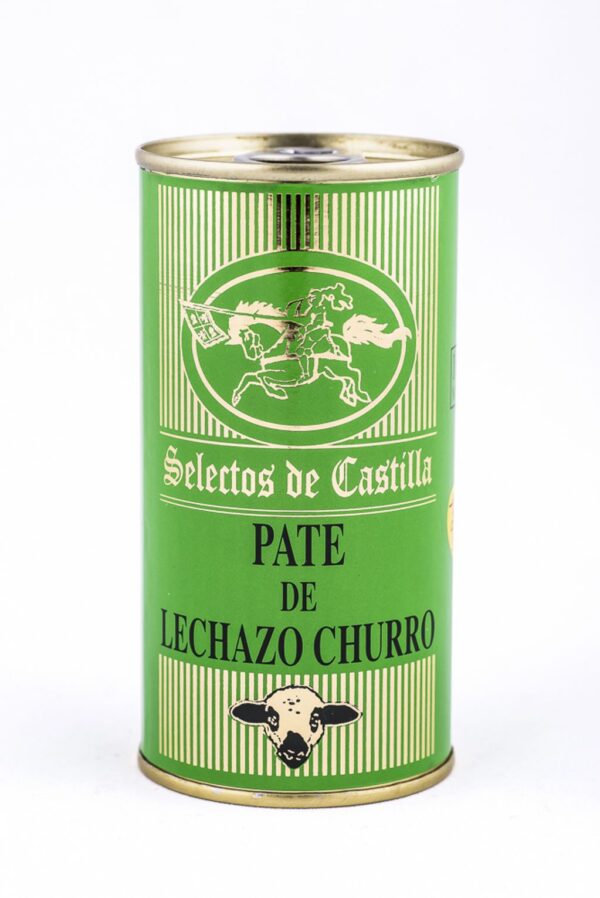 Selectos de Castilla
PATE
DE
LECHAZO CHURRO